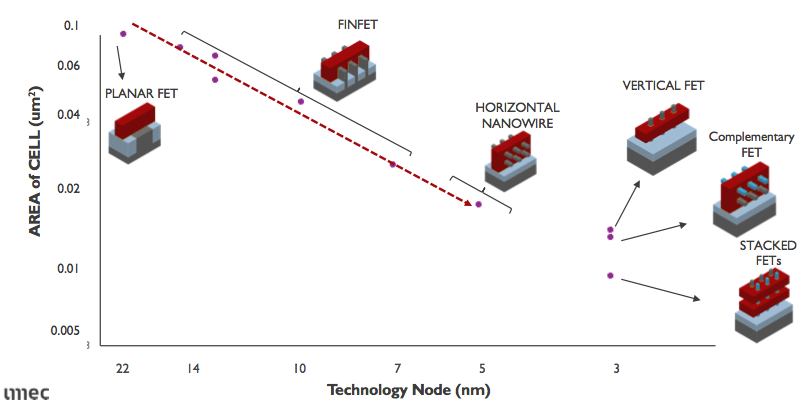 0.1
FINFET
0.06
PLANAR FET
VERTICAL FET
HORIZONTAL
NANOWIRE
0.04
Complementary
FET
AREA of CELL (um²)
0.02
STACKED
FETs
0.01
0.005
22 14 10 7 5 3
Technology Node (nm)
imec